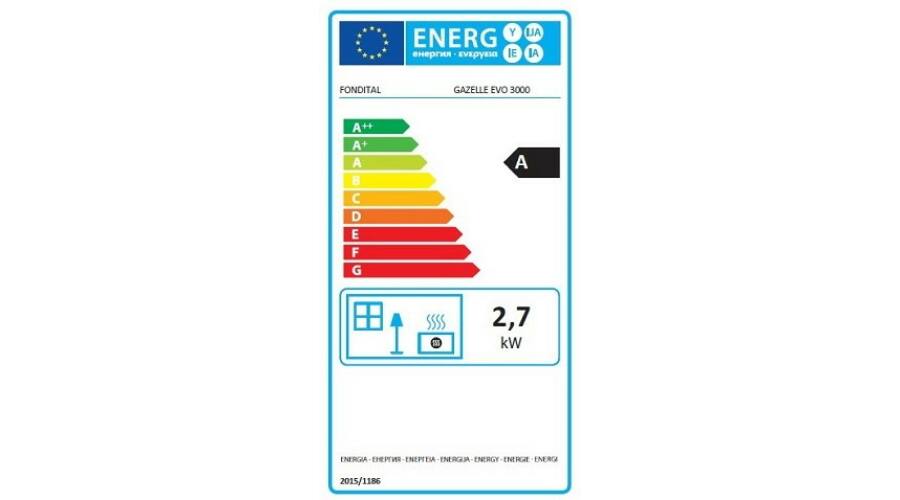 ENERG Y IJA
енергия · ενεργεια IE IA
FONDITAL GAZELLE EVO 3000
A++
A+
A
A
B
C
D
E
F
G
2,7
kW
ENERGIA - ЕНЕРГИЯ - ΕΝΕΡΓΕΙΑ - ENERGIJA - ENERGY - ENERGIE - ENERGI
2015/1186